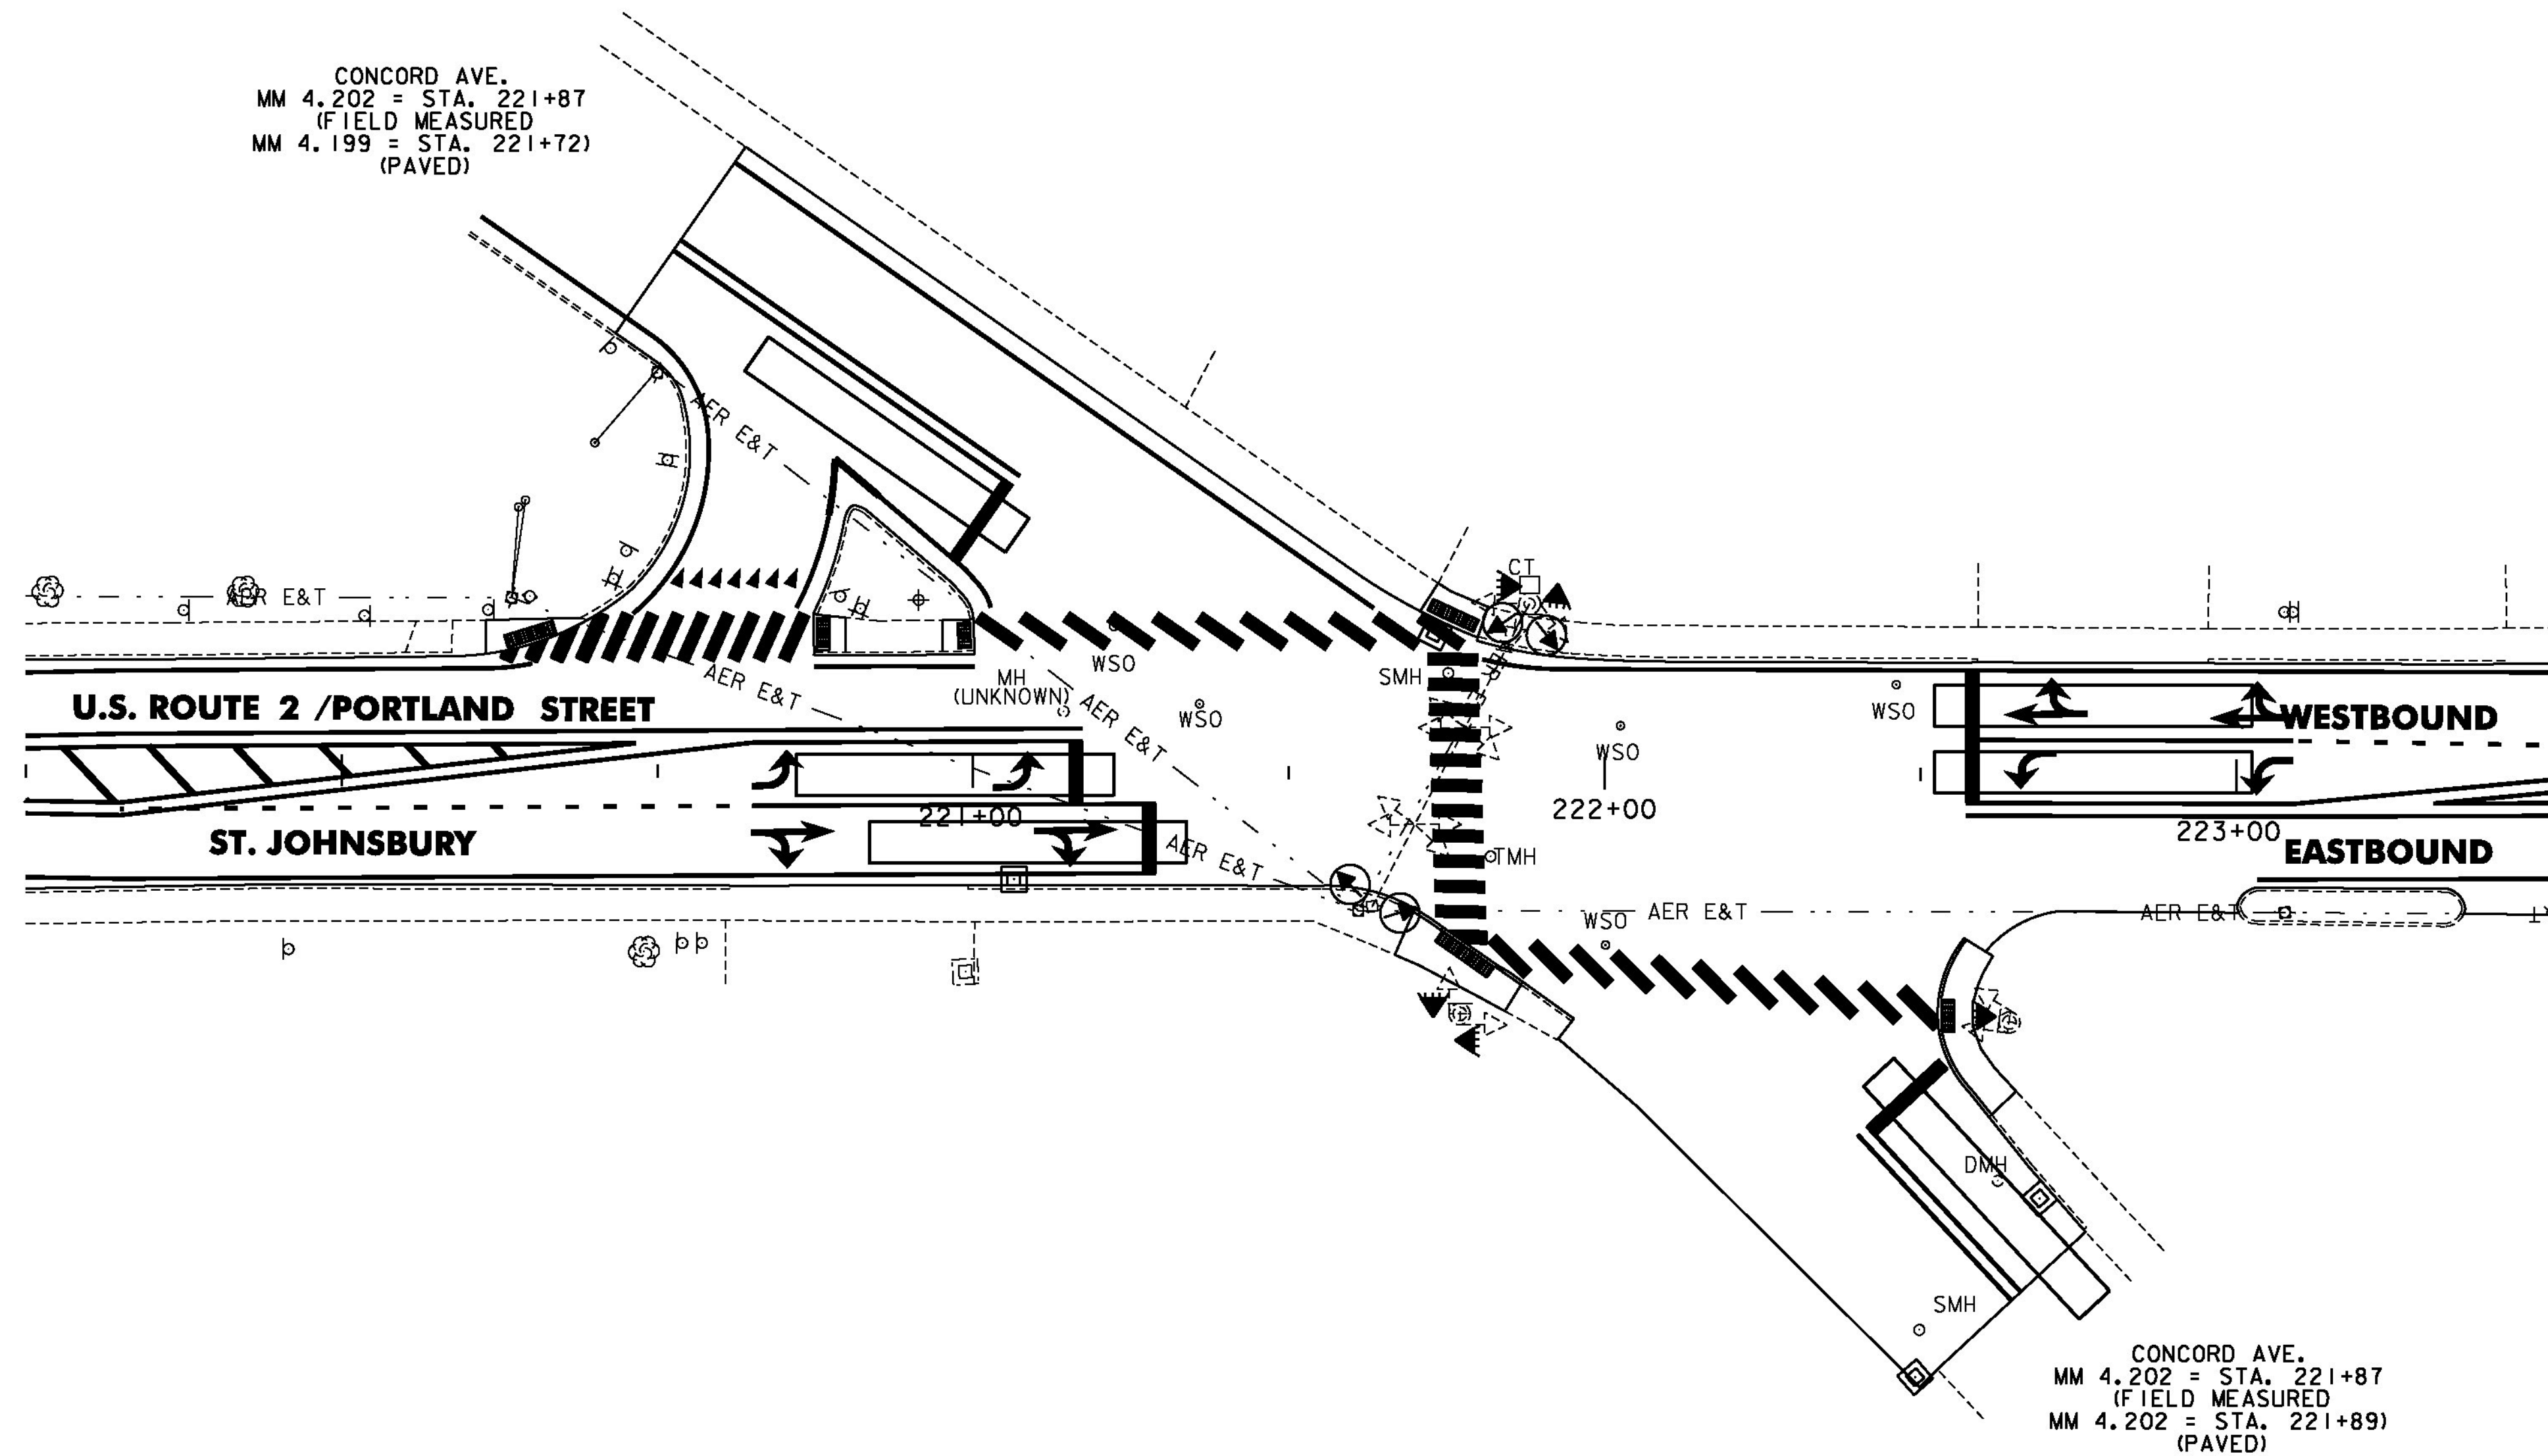 CONCORD AVE.
MM 4.202 = STA. 221+87
(FIELD MEASURED
MM 4.199 = STA. 221+72)
(PAVED)
AER E&T
CT
AER E&T
WSO
AER E&T
MH
(UNKNOWN)
SMH
U.S. ROUTE 2 /PORTLAND STREET
WSO
AER E&T
WSO
WESTBOUND
WSO
222+00
221+00
223+00
ST. JOHNSBURY
AER E&T
TMH
EASTBOUND
WSO
AER E&T
AER E&T
DMH
SMH
CONCORD AVE.
MM 4.202 = STA. 221+87
(FIELD MEASURED
MM 4.202 = STA. 221+89)
(PAVED)